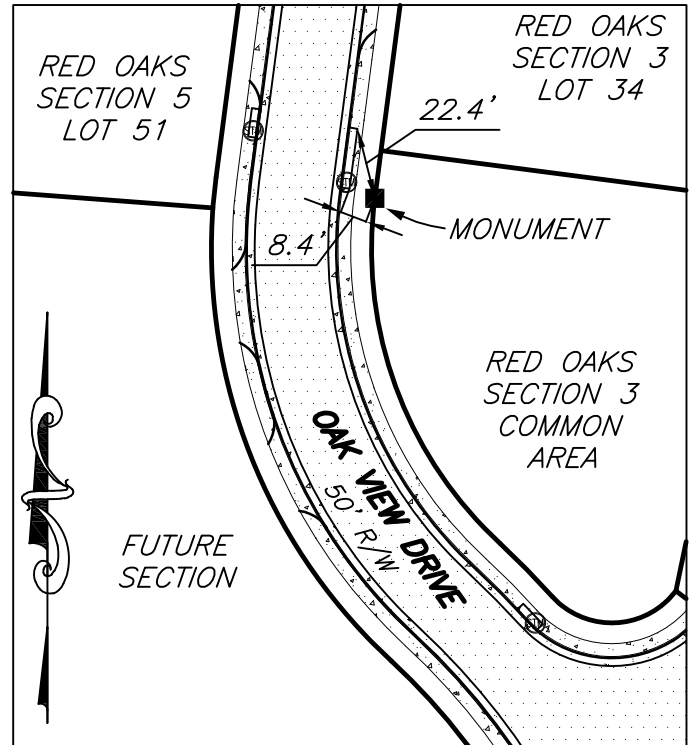 RED OAKS
SECTION 5
LOT 51
RED OAKS
SECTION 3
LOT 34
22.4'
8.4'
MONUMENT
RED OAKS
SECTION 3
COMMON
AREA
OAK VIEW DRIVE
50' R/W
FUTURE
SECTION